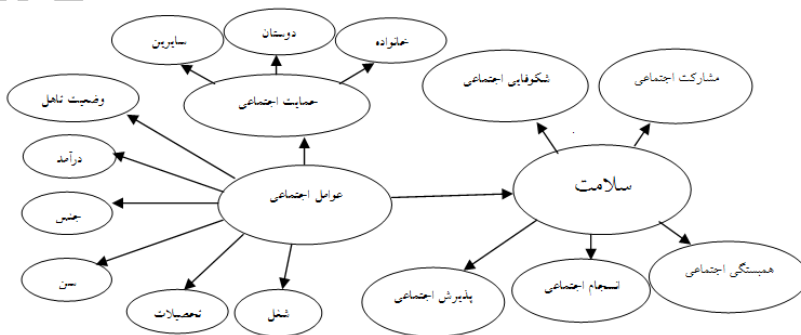 سایرین
دوستان
خانواده
حمایت اجتماعی
شکوفایی اجتماعی
مشارکت اجتماعی
وضعیت تاهل
درآمد
جنس
سن
تحصیلات
شغل
عوامل اجتماعی
سلامت
پذیرش اجتماعی
انسجام اجتماعی
همبستگی اجتماعی